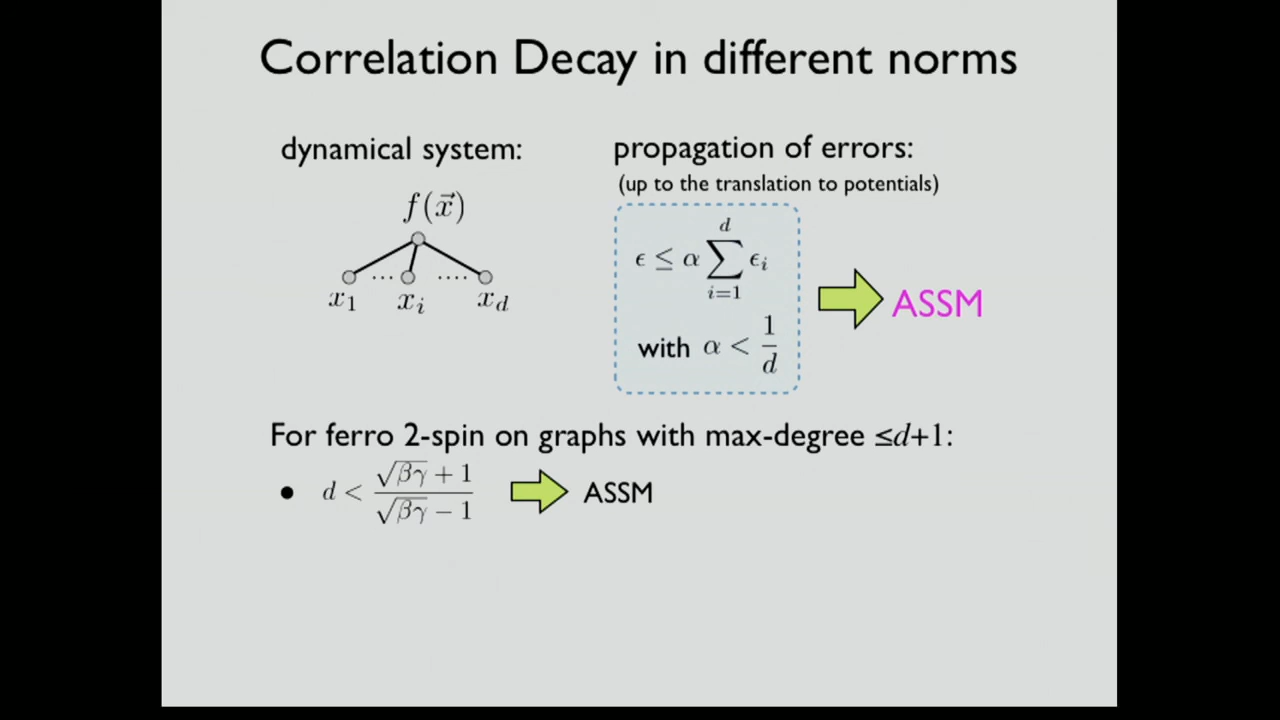 Correlation Decay in different norms
dynamical system:
f(x⃗)
x₁ ... xᵢ .... x_d
propagation of errors:
(up to the translation to potentials)
ϵ ≤ α ∑_{i=1}^{d} ϵᵢ
with α < 1/d
ASSM
For ferro 2-spin on graphs with max-degree ≤d+1:
• d < (√βγ + 1)/(√βγ − 1) ASSM